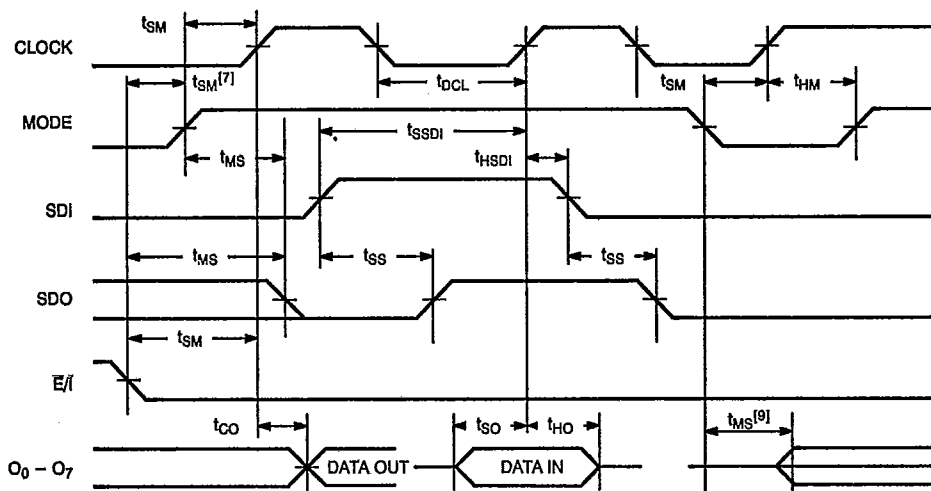 tSM
CLOCK
tSM[7]
tDCL
tSM
tHM
MODE
tSSDI
tMS
tHSDI
SDI
tMS
tSS
tSS
SDO
tSM
E̅/I̅
tCO
tSO
tHO
tMS[9]
O0 – O7
DATA OUT
DATA IN